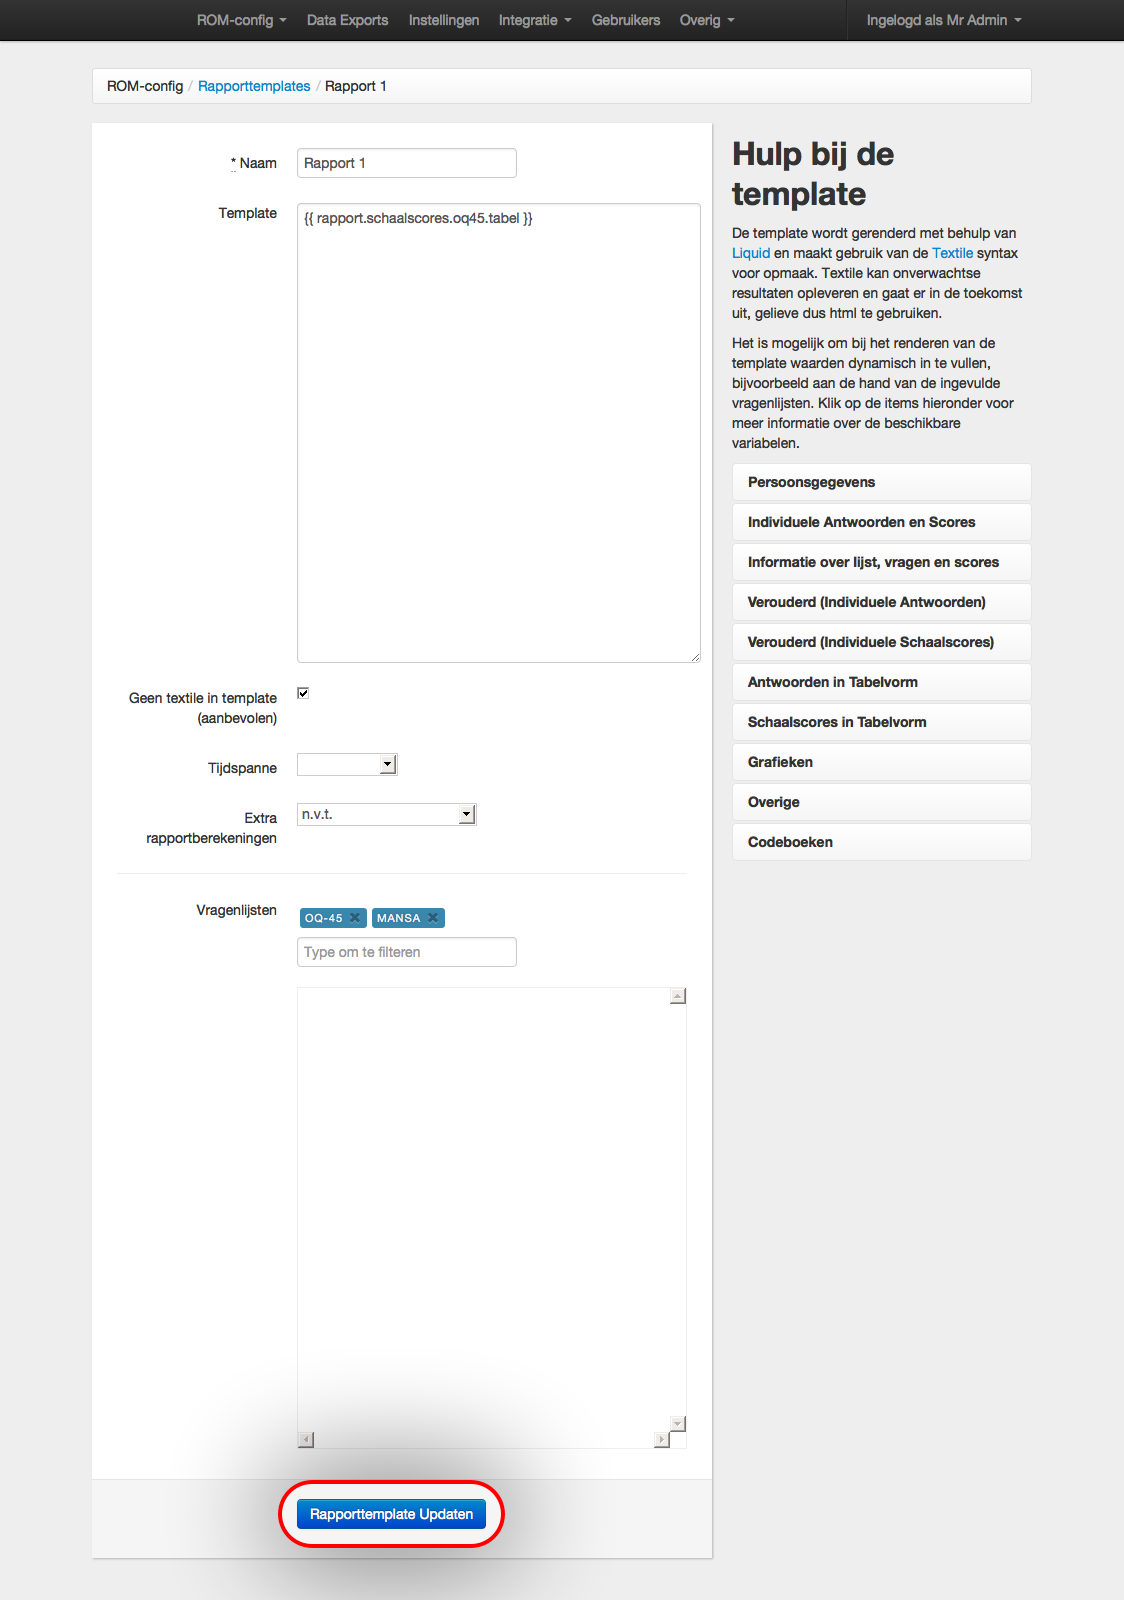 ROM-config Data Exports Instellingen Integratie Gebruikers Overig Ingelogd als Mr Admin
ROM-config / Rapporttemplates / Rapport 1
* Naam
Rapport 1
Template
{{ rapport.schaalscores.oq45.tabel }}
Geen textile in template
(aanbevolen)
Tijdspanne
Extra
rapportberekeningen
n.v.t.
Vragenlijsten
OQ-45 MANSA
Type om te filteren
Rapporttemplate Updaten
Hulp bij de
template
De template wordt gerenderd met behulp van
Liquid en maakt gebruik van de Textile syntax
voor opmaak. Textile kan onverwachtse
resultaten opleveren en gaat er in de toekomst
uit, gelieve dus html te gebruiken.
Het is mogelijk om bij het renderen van de
template waarden dynamisch in te vullen,
bijvoorbeeld aan de hand van de ingevulde
vragenlijsten. Klik op de items hieronder voor
meer informatie over de beschikbare
variabelen.
Persoonsgegevens
Individuele Antwoorden en Scores
Informatie over lijst, vragen en scores
Verouderd (Individuele Antwoorden)
Verouderd (Individuele Schaalscores)
Antwoorden in Tabelvorm
Schaalscores in Tabelvorm
Grafieken
Overige
Codeboeken